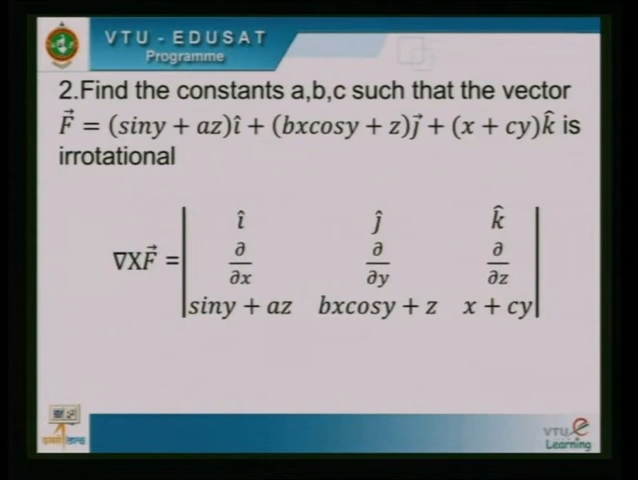 VTU - EDUSAT
Programme
2.Find the constants a,b,c such that the vector
F⃗ = (siny + az)î + (bxcosy + z)j⃗ + (x + cy)k̂ is
irrotational
î ĵ k̂
∂/∂x ∂/∂y ∂/∂z
∇XF⃗ =
siny + az bxcosy + z x + cy
VTU e
Learning